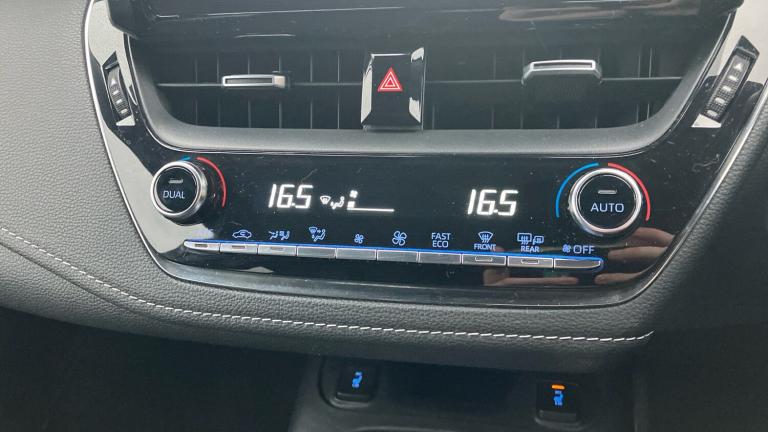 DUAL
16.5
16.5
AUTO
FAST
ECO
FRONT
REAR
OFF